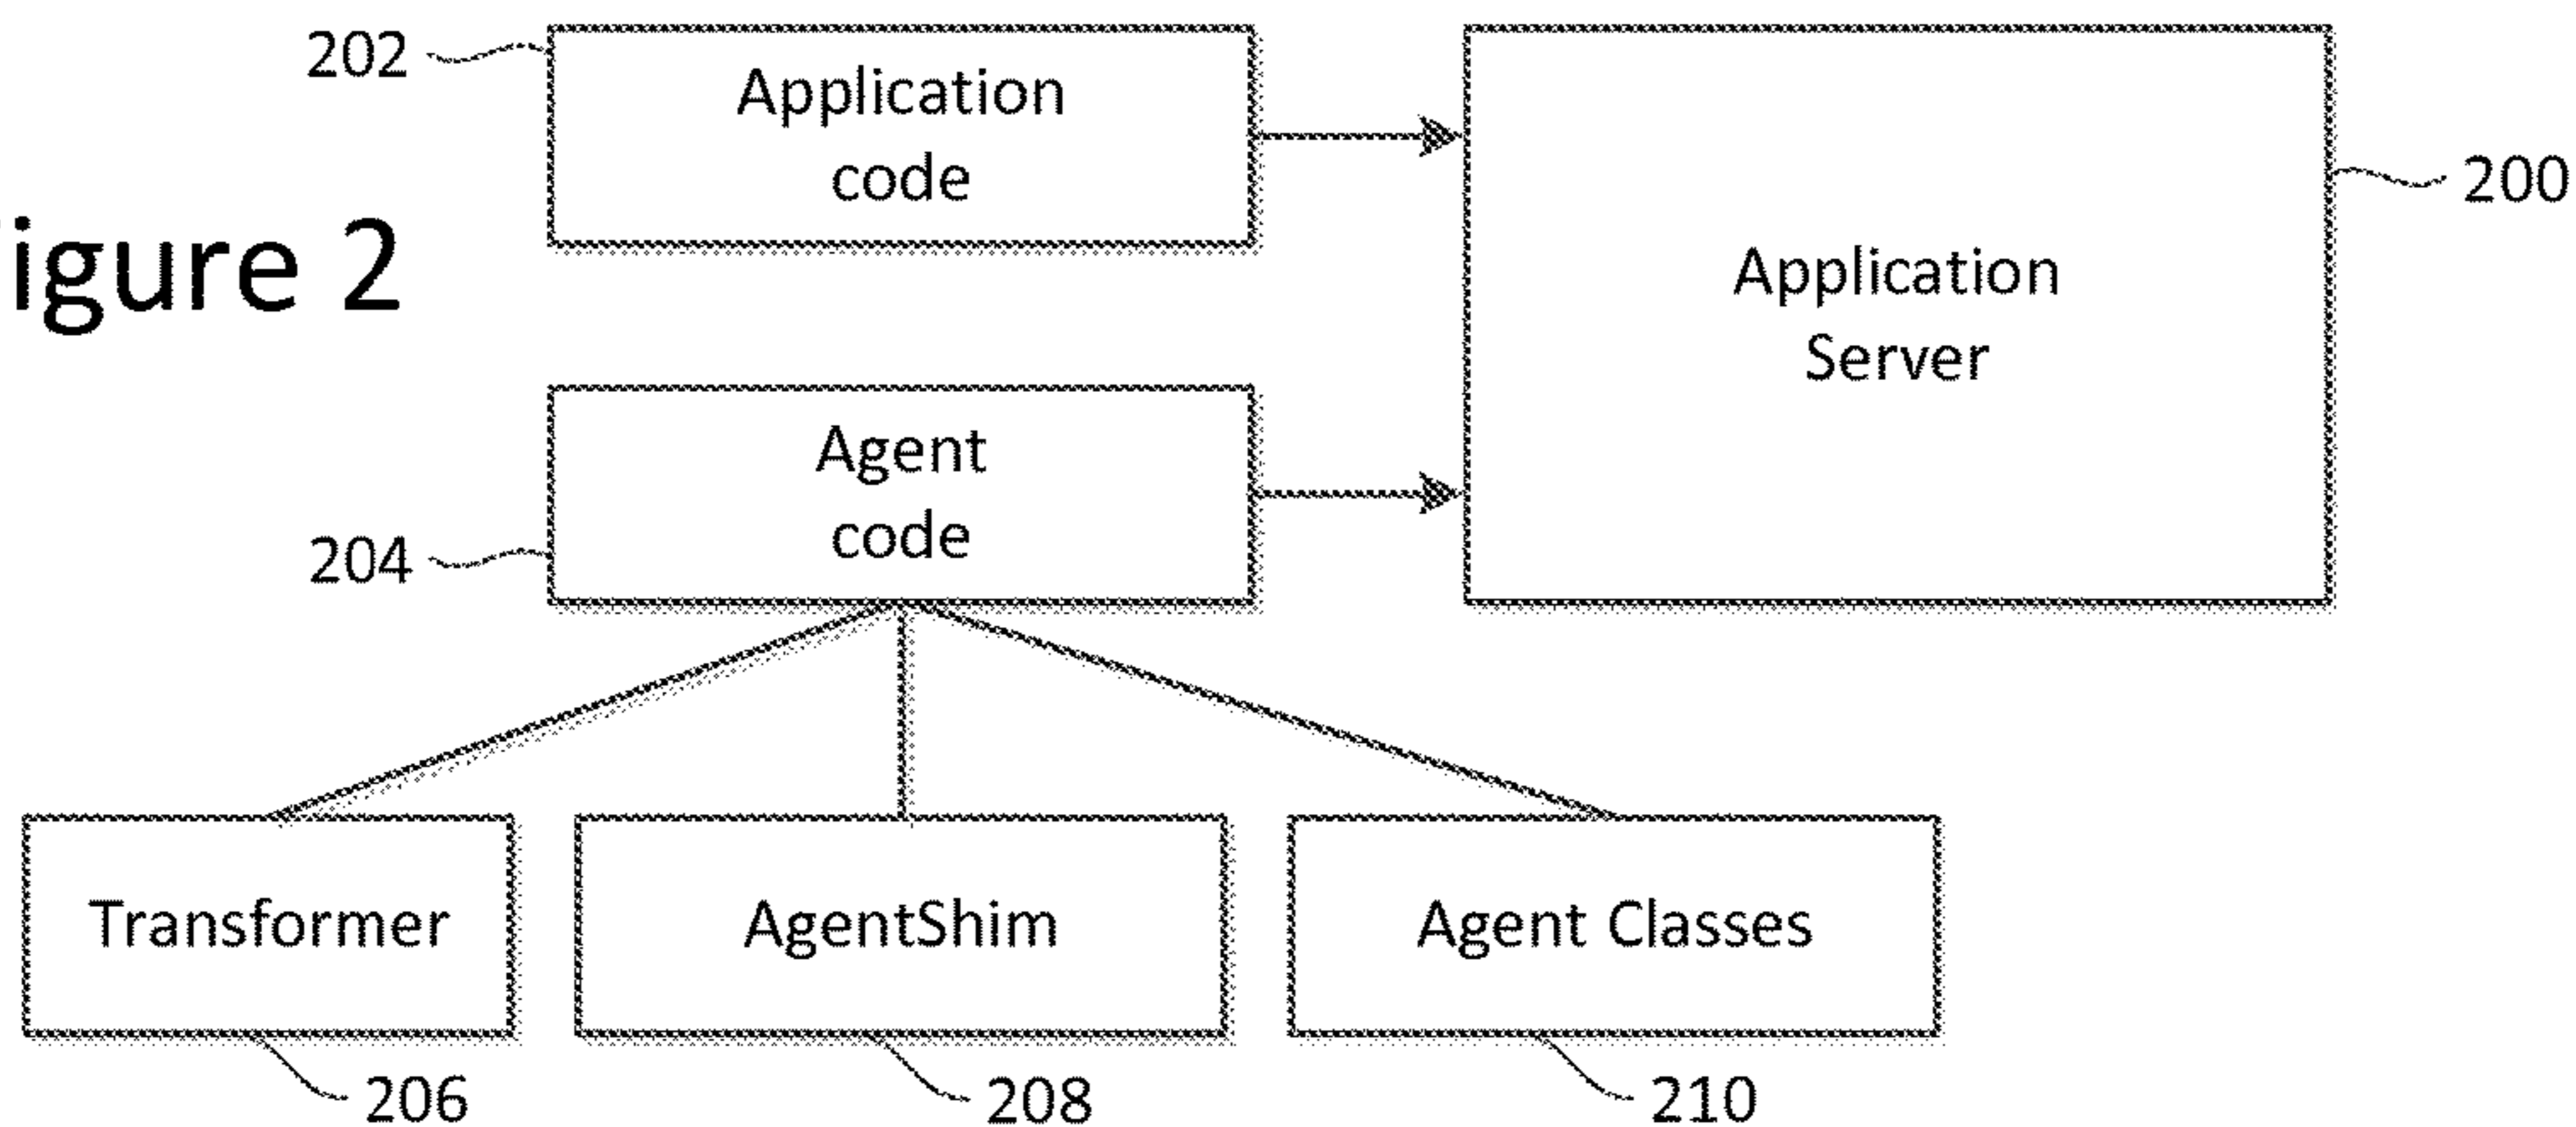 202
Application
code
200
igure 2
Application
Server
Agent
code
204
Transformer
AgentShim
Agent Classes
206
208
210